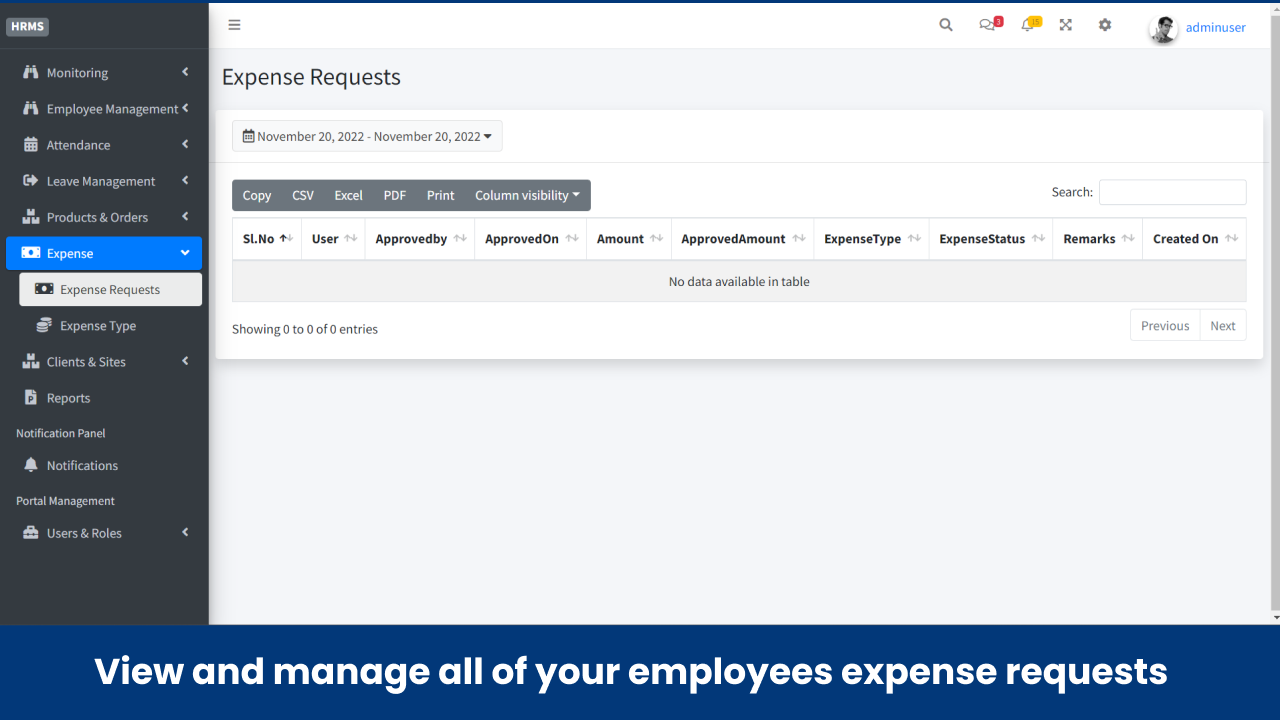 HRMS
3
15
adminuser
Monitoring
Employee Management
Attendance
Leave Management
Products & Orders
Expense
Expense Requests
Expense Type
Clients & Sites
Reports
Notification Panel
Notifications
Portal Management
Users & Roles
Expense Requests
November 20, 2022 - November 20, 2022
Copy CSV Excel PDF Print Column visibility
Search:
Sl.No User Approvedby ApprovedOn Amount ApprovedAmount ExpenseType ExpenseStatus Remarks Created On
No data available in table
Showing 0 to 0 of 0 entries
Previous Next
View and manage all of your employees expense requests